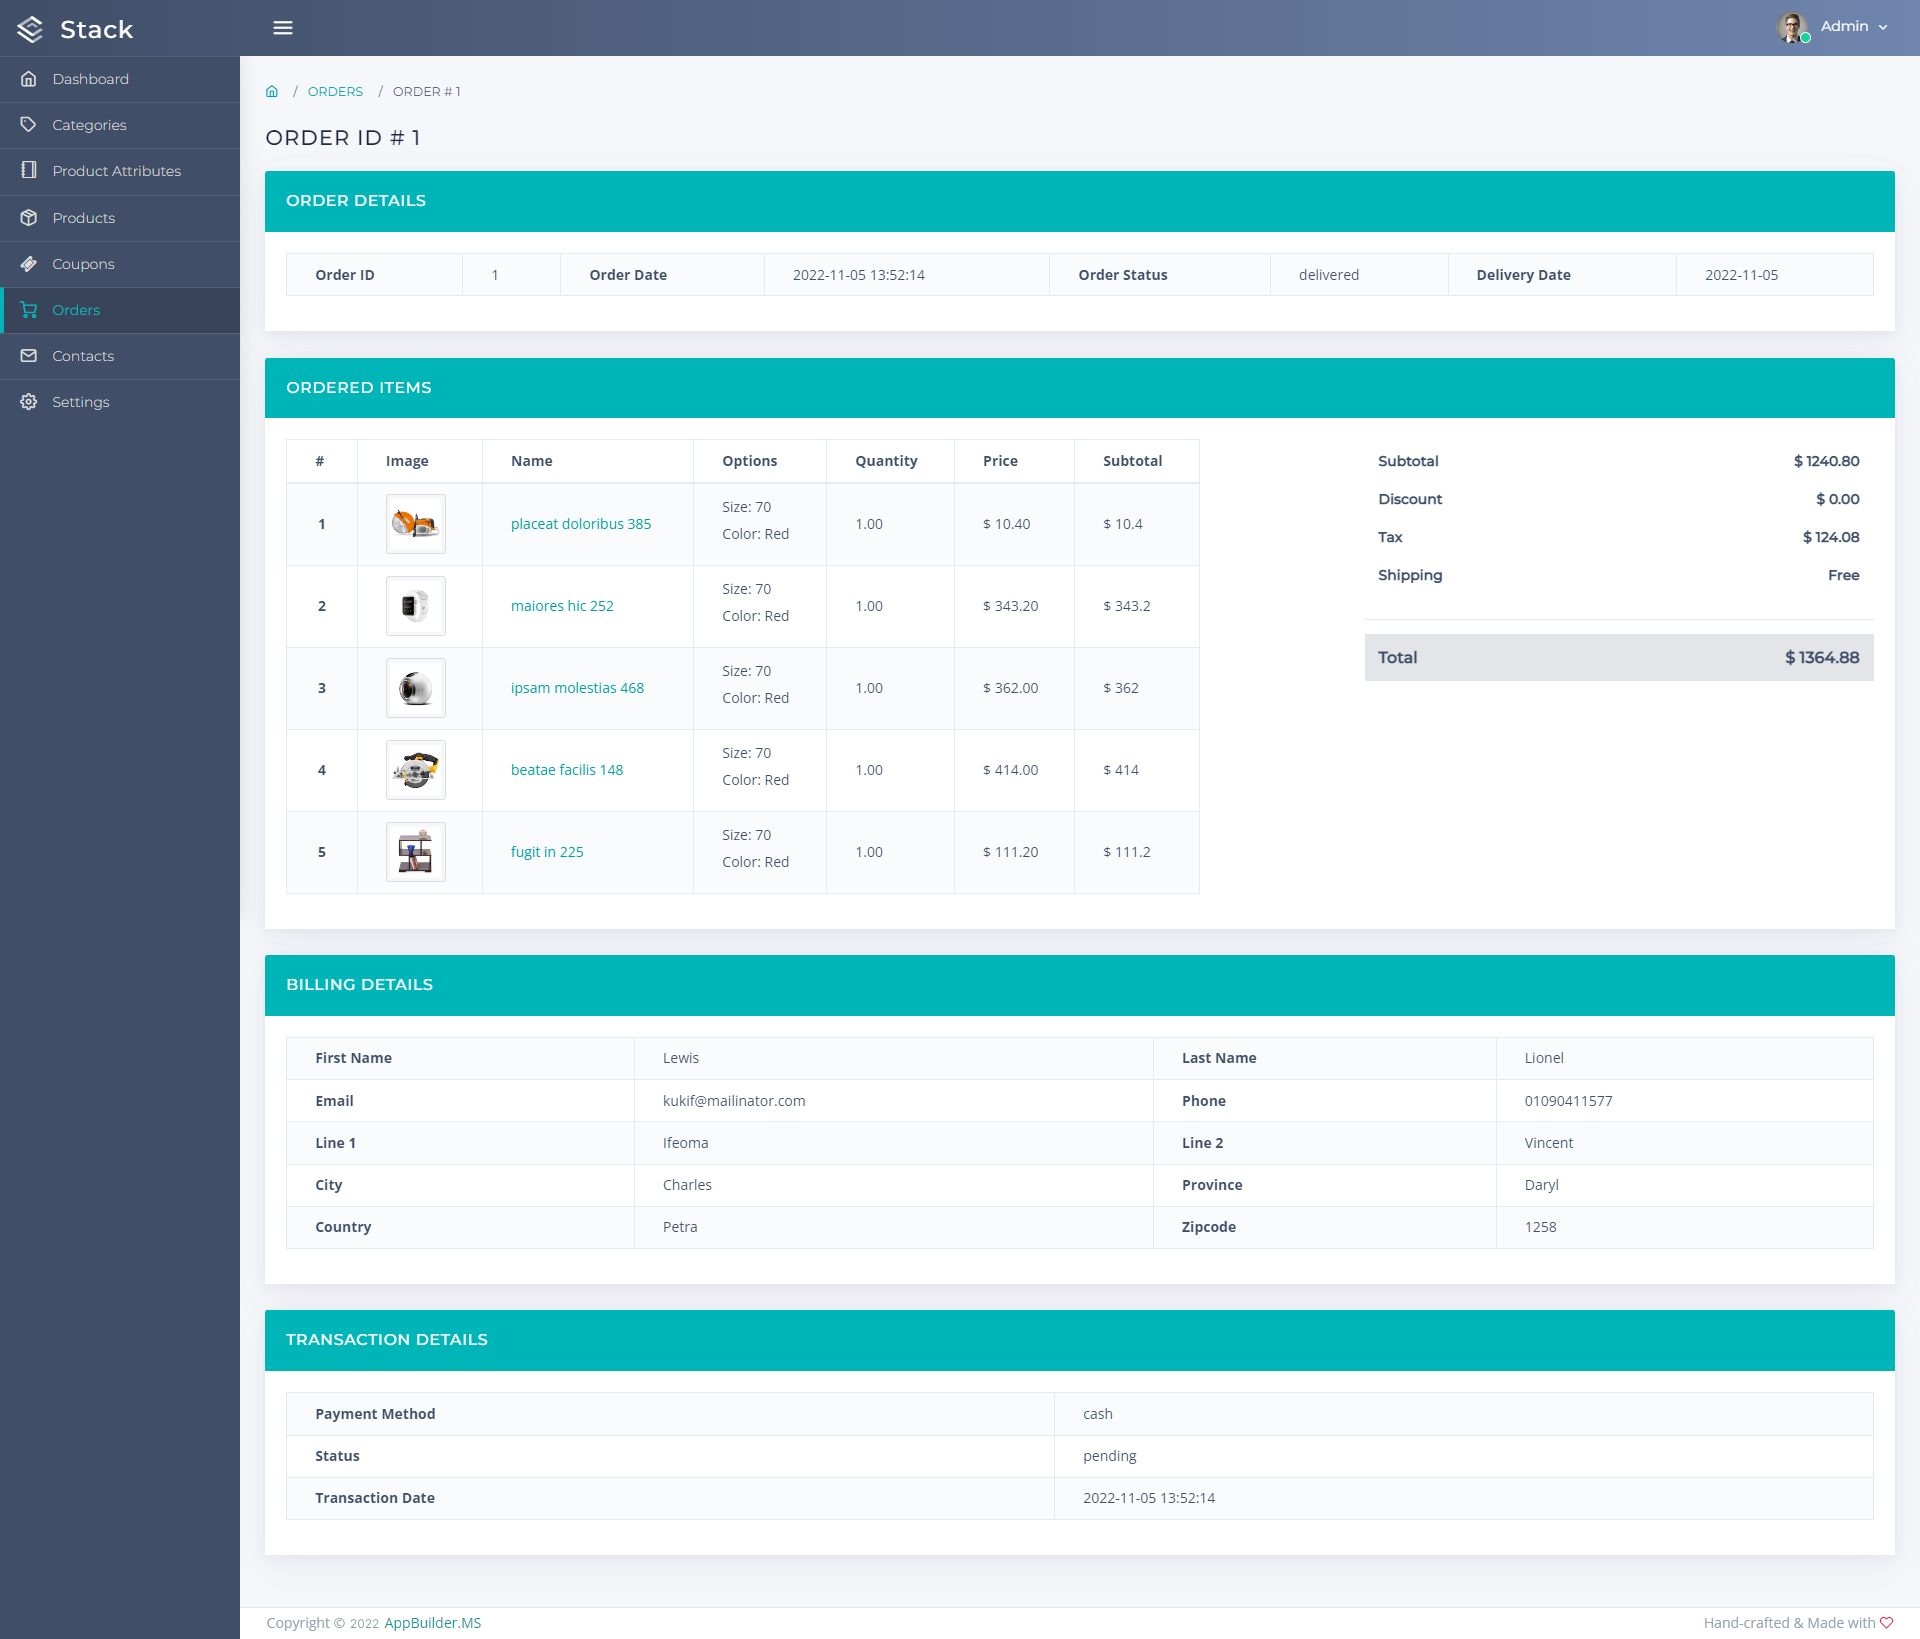 Stack
Admin
Dashboard
Categories
Product Attributes
Products
Coupons
Orders
Contacts
Settings
/ ORDERS / ORDER # 1
ORDER ID # 1
ORDER DETAILS
Order ID 1 Order Date 2022-11-05 13:52:14 Order Status delivered Delivery Date 2022-11-05
ORDERED ITEMS
# Image Name Options Quantity Price Subtotal
1 placeat doloribus 385 Size: 70 Color: Red 1.00 $ 10.40 $ 10.4
2 maiores hic 252 Size: 70 Color: Red 1.00 $ 343.20 $ 343.2
3 ipsam molestias 468 Size: 70 Color: Red 1.00 $ 362.00 $ 362
4 beatae facilis 148 Size: 70 Color: Red 1.00 $ 414.00 $ 414
5 fugit in 225 Size: 70 Color: Red 1.00 $ 111.20 $ 111.2
Subtotal $ 1240.80
Discount $ 0.00
Tax $ 124.08
Shipping Free
Total $ 1364.88
BILLING DETAILS
First Name Lewis Last Name Lionel
Email kukif@mailinator.com Phone 01090411577
Line 1 Ifeoma Line 2 Vincent
City Charles Province Daryl
Country Petra Zipcode 1258
TRANSACTION DETAILS
Payment Method cash
Status pending
Transaction Date 2022-11-05 13:52:14
Copyright © 2022 AppBuilder.MS
Hand-crafted & Made with